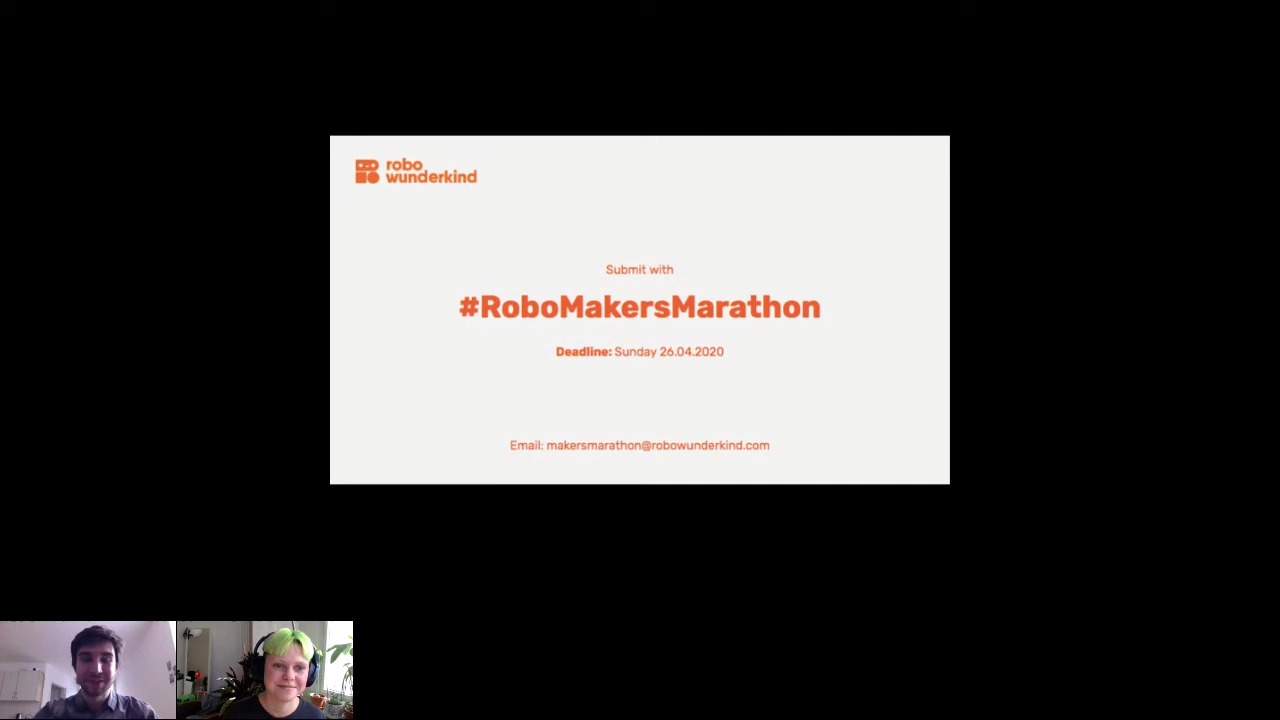 robo
wunderkind
Submit with
#RoboMakersMarathon
Deadline: Sunday 26.04.2020
Email: makersmarathon@robowunderkind.com